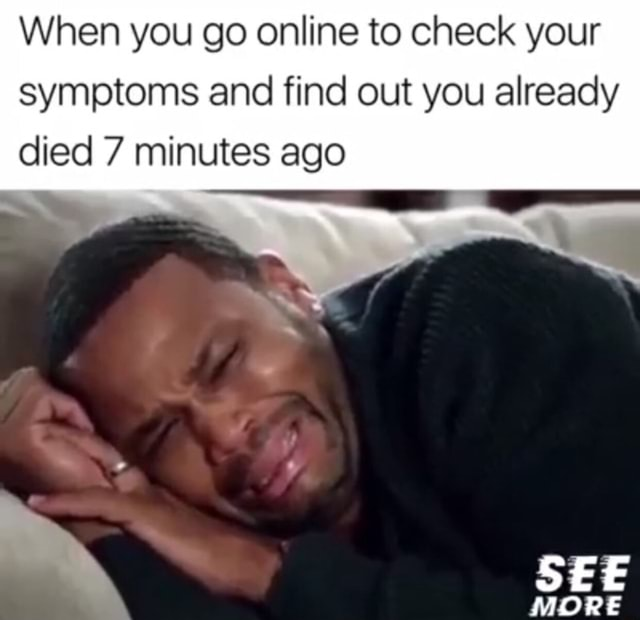 When you go online to check your
symptoms and find out you already
died 7 minutes ago
SEE
MORE